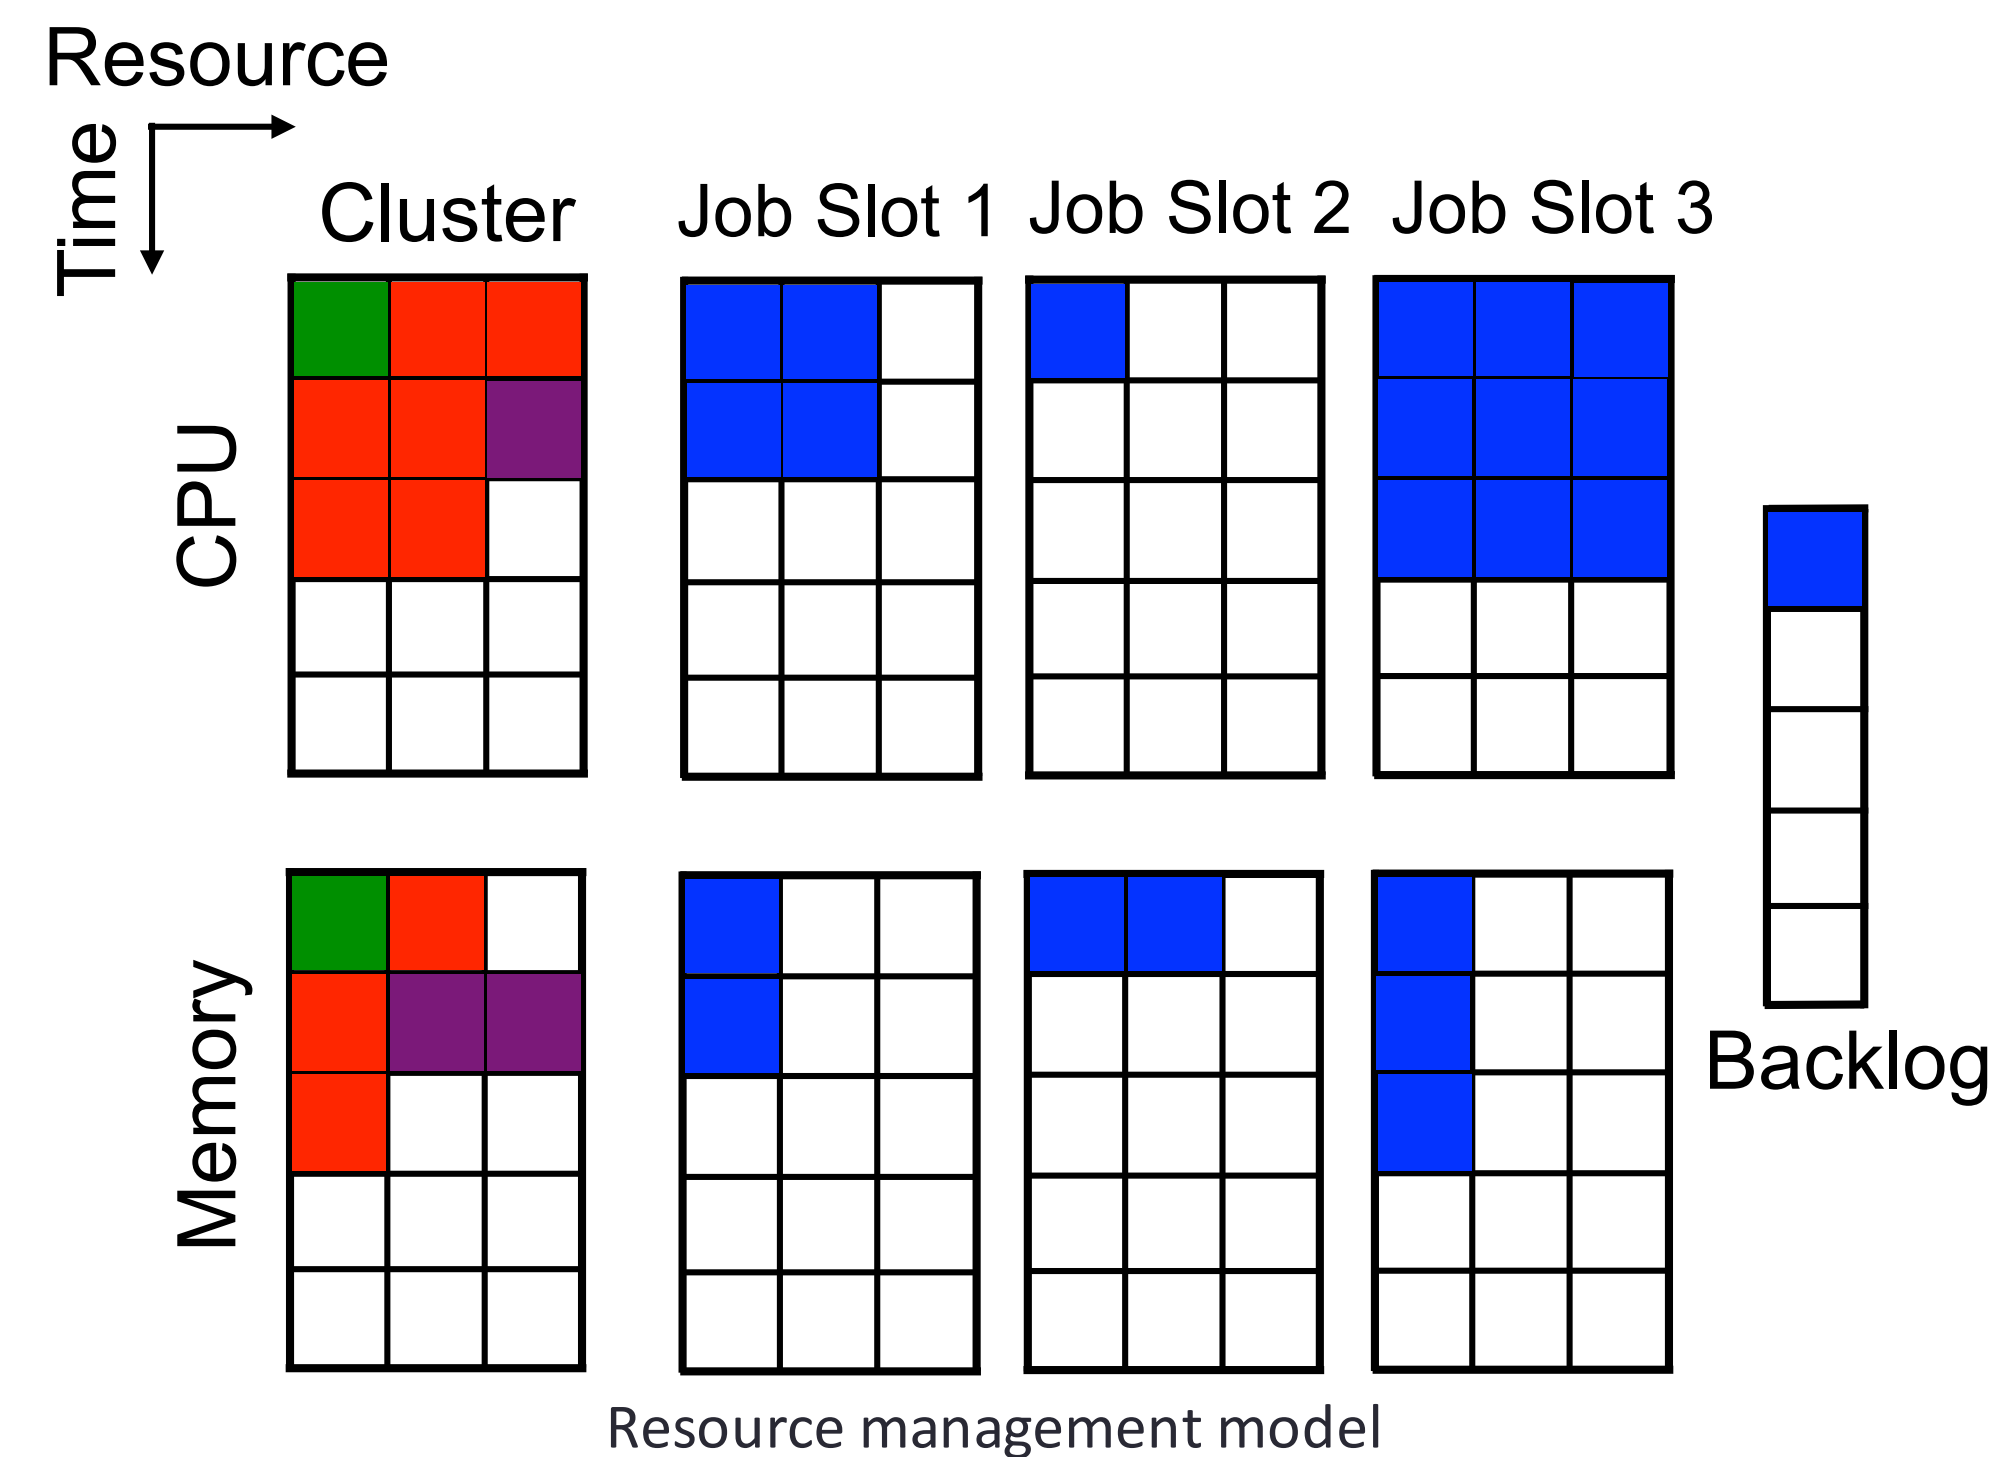 Resource
Time
Cluster
Job Slot 1
Job Slot 2
Job Slot 3
CPU
Memory
Backlog
Resource management model